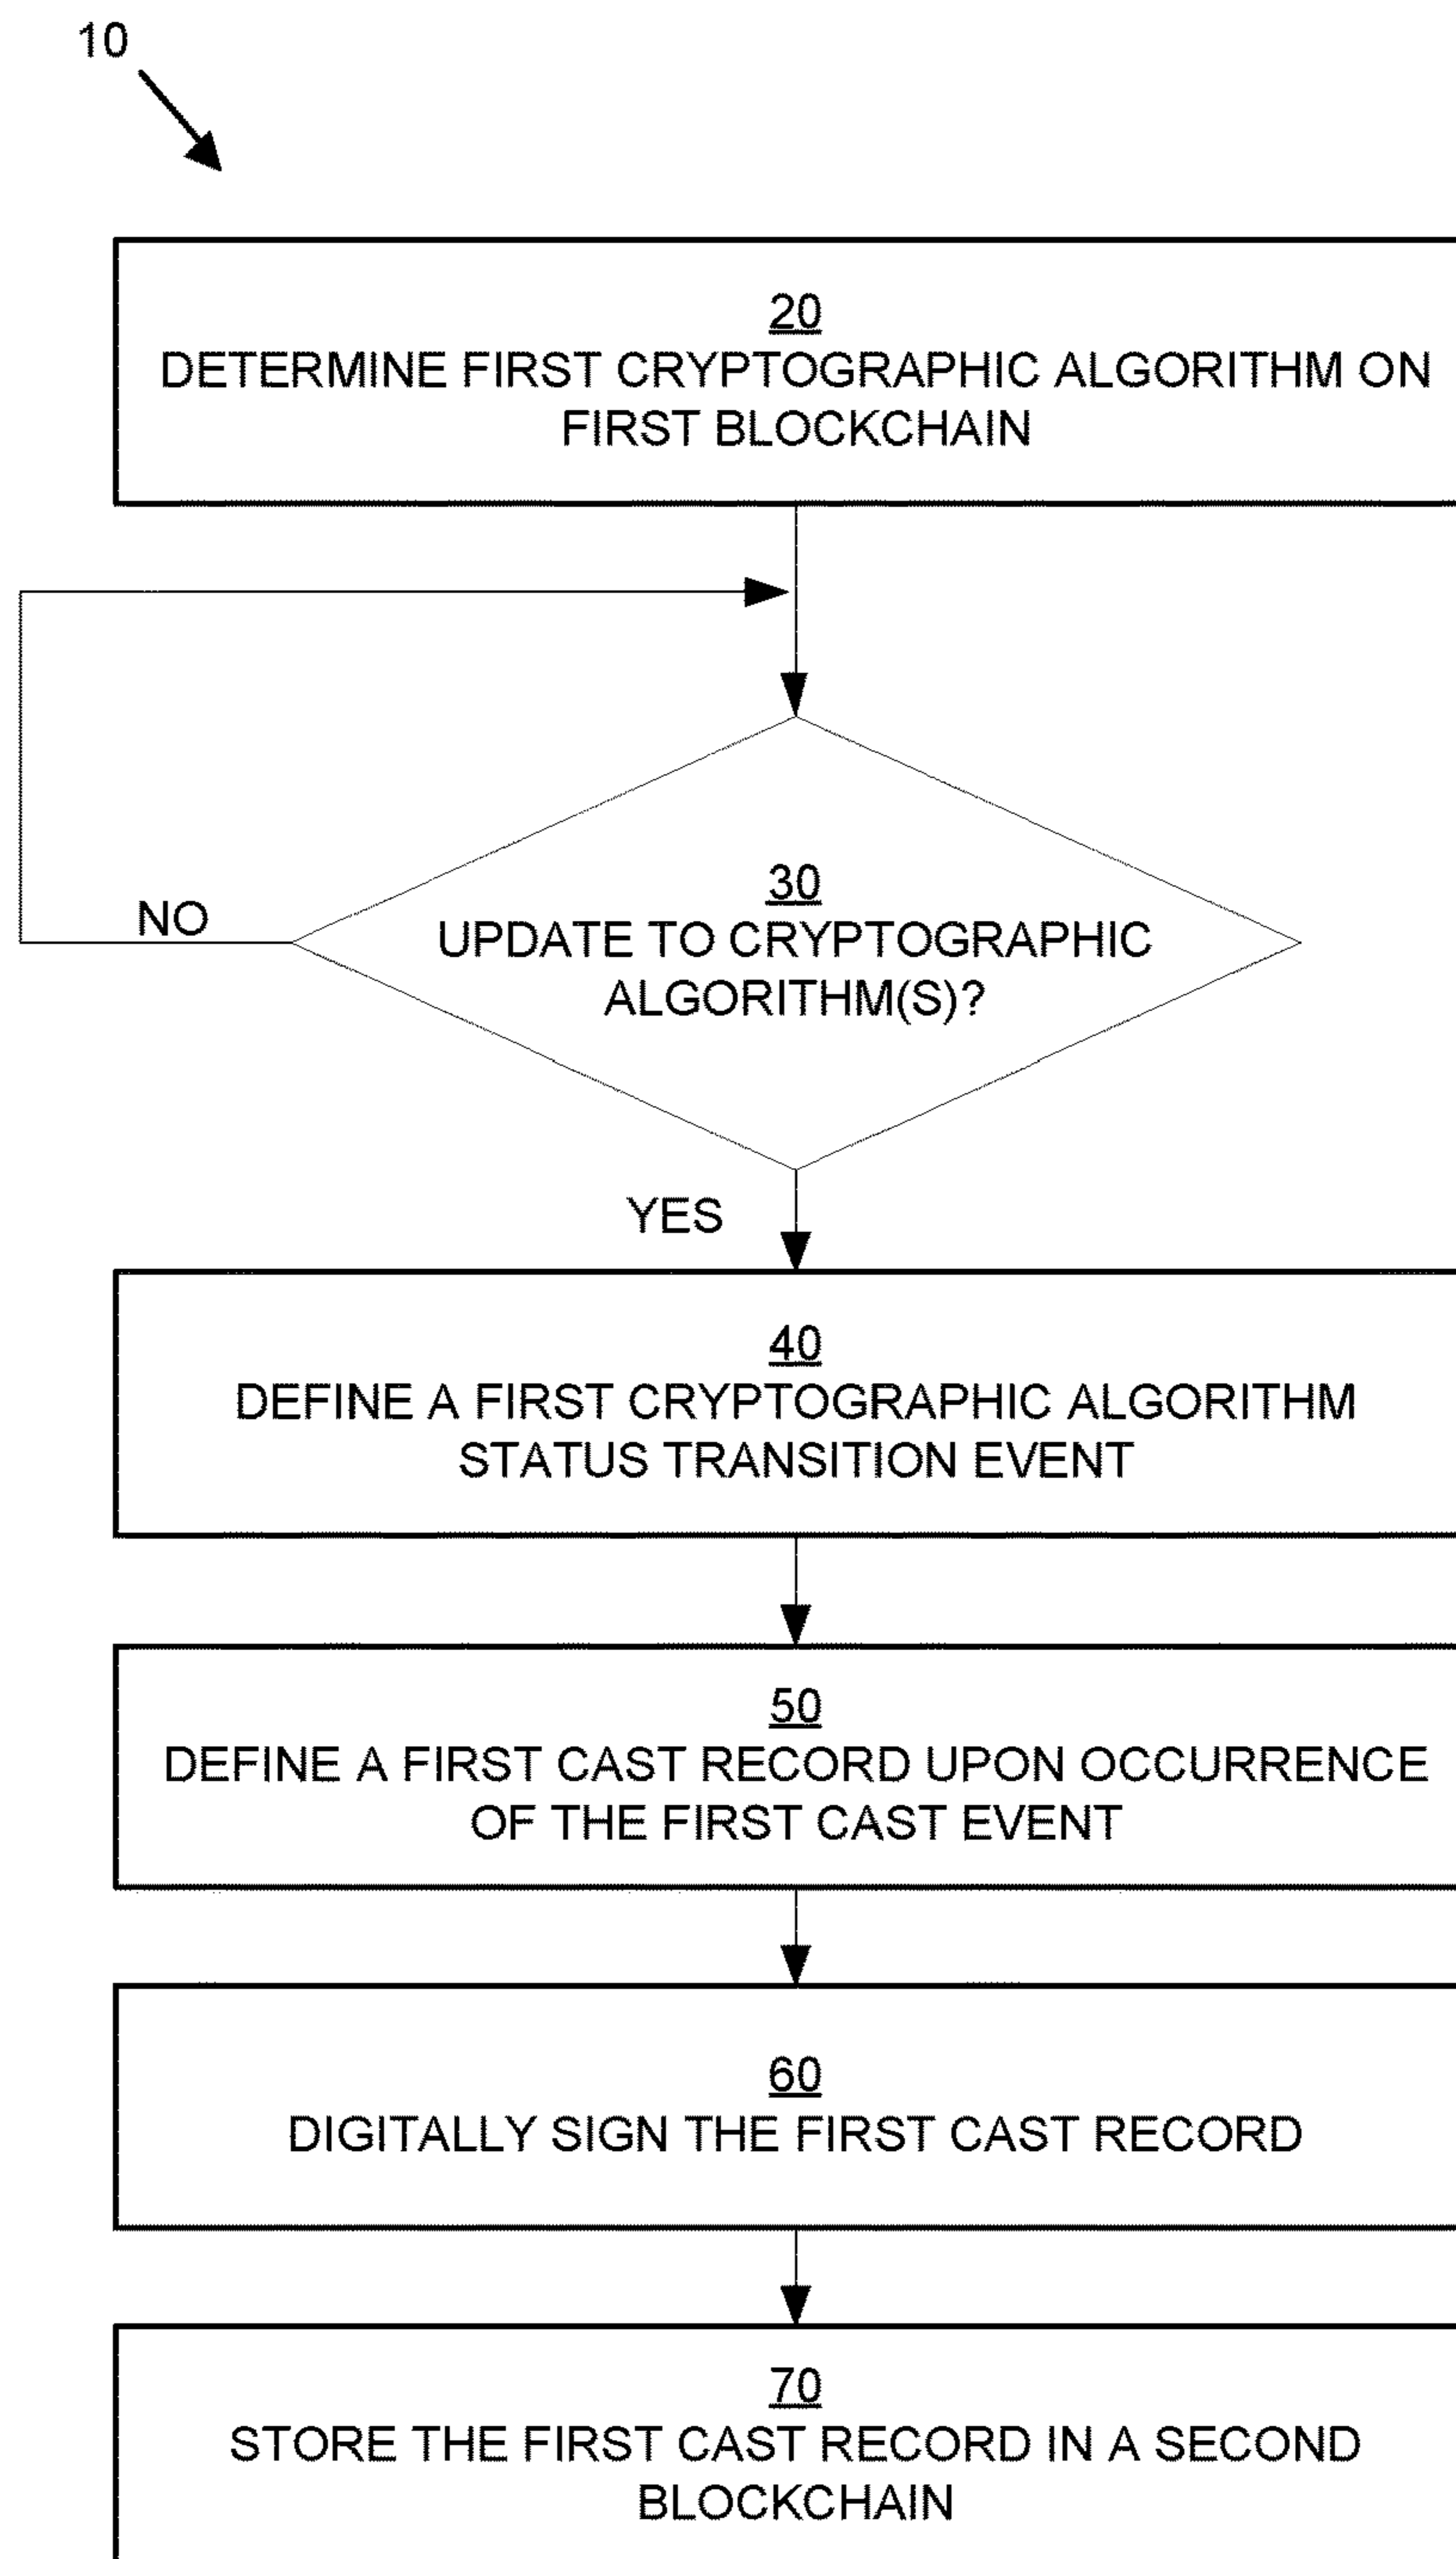 10
20
DETERMINE FIRST CRYPTOGRAPHIC ALGORITHM ON
FIRST BLOCKCHAIN
30
UPDATE TO CRYPTOGRAPHIC
ALGORITHM(S)?
NO
YES
40
DEFINE A FIRST CRYPTOGRAPHIC ALGORITHM
STATUS TRANSITION EVENT
50
DEFINE A FIRST CAST RECORD UPON OCCURRENCE
OF THE FIRST CAST EVENT
60
DIGITALLY SIGN THE FIRST CAST RECORD
70
STORE THE FIRST CAST RECORD IN A SECOND
BLOCKCHAIN